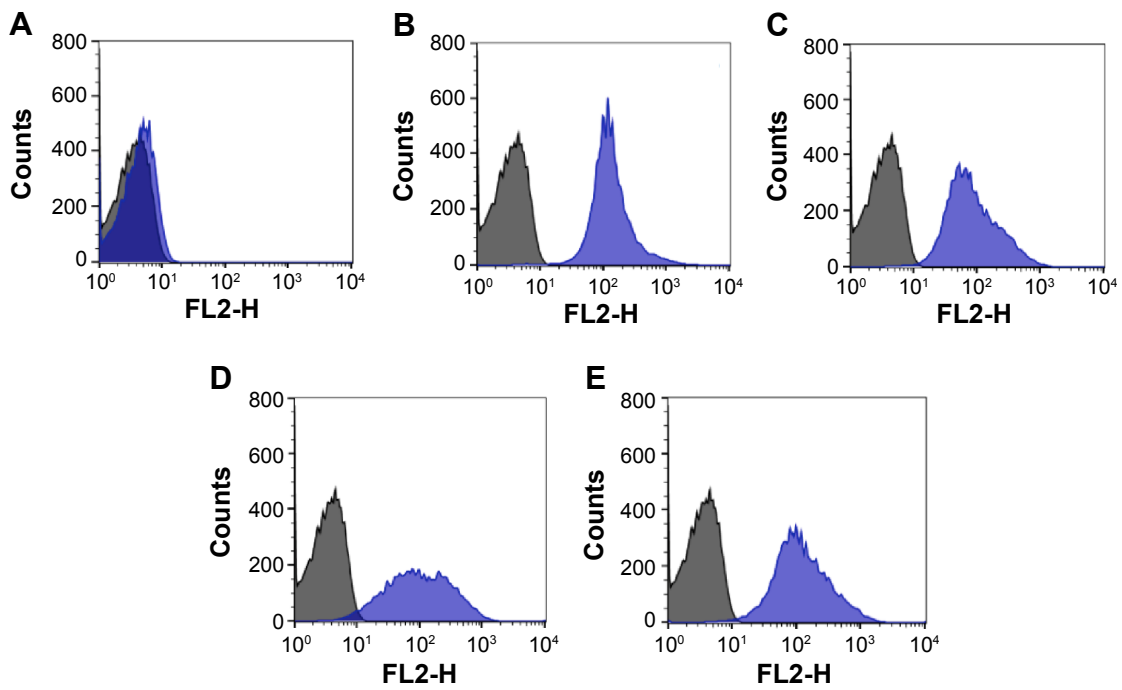 A B C
800 800 800
600 600 600
400 400 400
200 200 200
0 0 0
Counts Counts Counts
10⁰ 10¹ 10² 10³ 10⁴ 10⁰ 10¹ 10² 10³ 10⁴ 10⁰ 10¹ 10² 10³ 10⁴
FL2-H FL2-H FL2-H
D E
800 800
600 600
400 400
200 200
0 0
Counts Counts
10⁰ 10¹ 10² 10³ 10⁴ 10⁰ 10¹ 10² 10³ 10⁴
FL2-H FL2-H